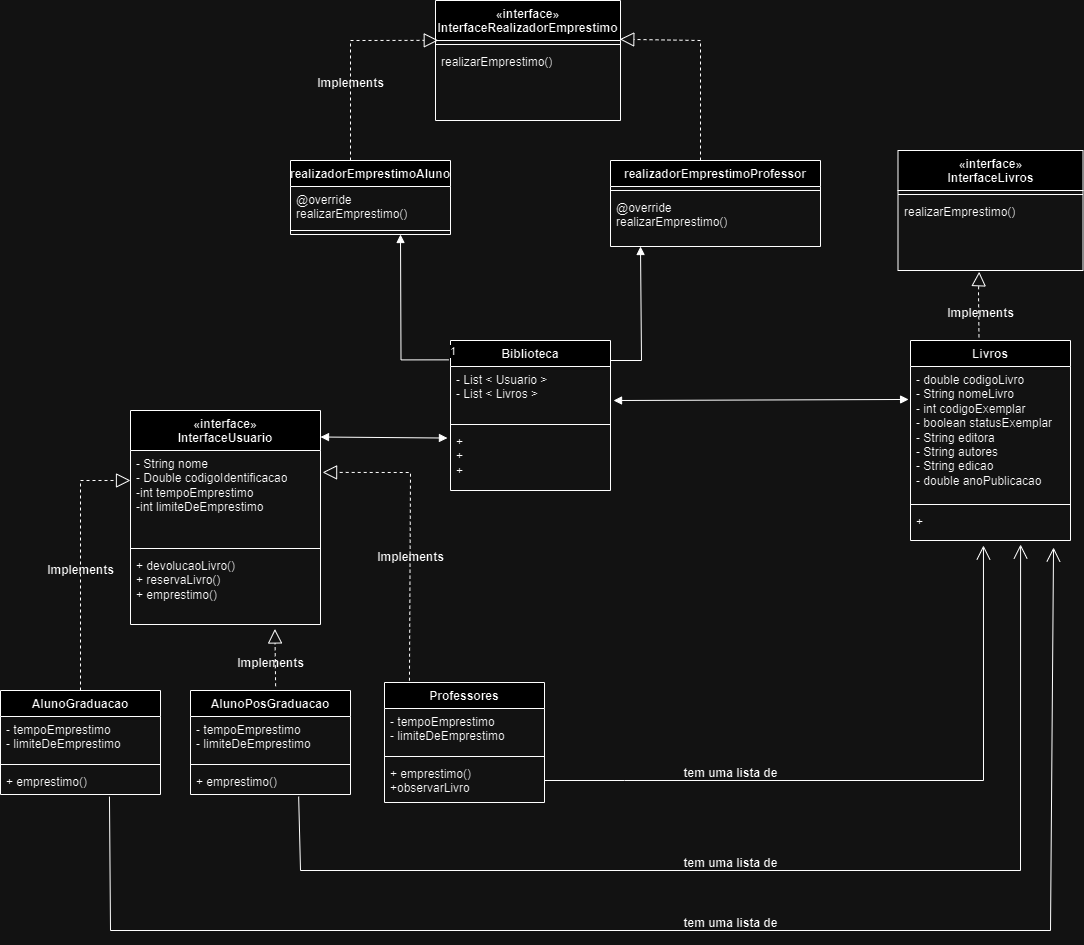 «interface»
InterfaceRealizadorEmprestimo
realizarEmprestimo()
Implements
realizadorEmprestimoAluno
@override
realizarEmprestimo()
realizadorEmprestimoProfessor
@override
realizarEmprestimo()
«interface»
InterfaceLivros
realizarEmprestimo()
Implements
1
Biblioteca
- List < Usuario >
- List < Livros >
+
+
+
Livros
- double codigoLivro
- String nomeLivro
- int codigoExemplar
- boolean statusExemplar
- String editora
- String autores
- String edicao
- double anoPublicacao
+
«interface»
InterfaceUsuario
- String nome
- Double codigoIdentificacao
-int tempoEmprestimo
-int limiteDeEmprestimo
+ devolucaoLivro()
+ reservaLivro()
+ emprestimo()
Implements
Implements
Implements
AlunoGraduacao
- tempoEmprestimo
- limiteDeEmprestimo
+ emprestimo()
AlunoPosGraduacao
- tempoEmprestimo
- limiteDeEmprestimo
+ emprestimo()
Professores
- tempoEmprestimo
- limiteDeEmprestimo
+ emprestimo()
+observarLivro
tem uma lista de
tem uma lista de
tem uma lista de